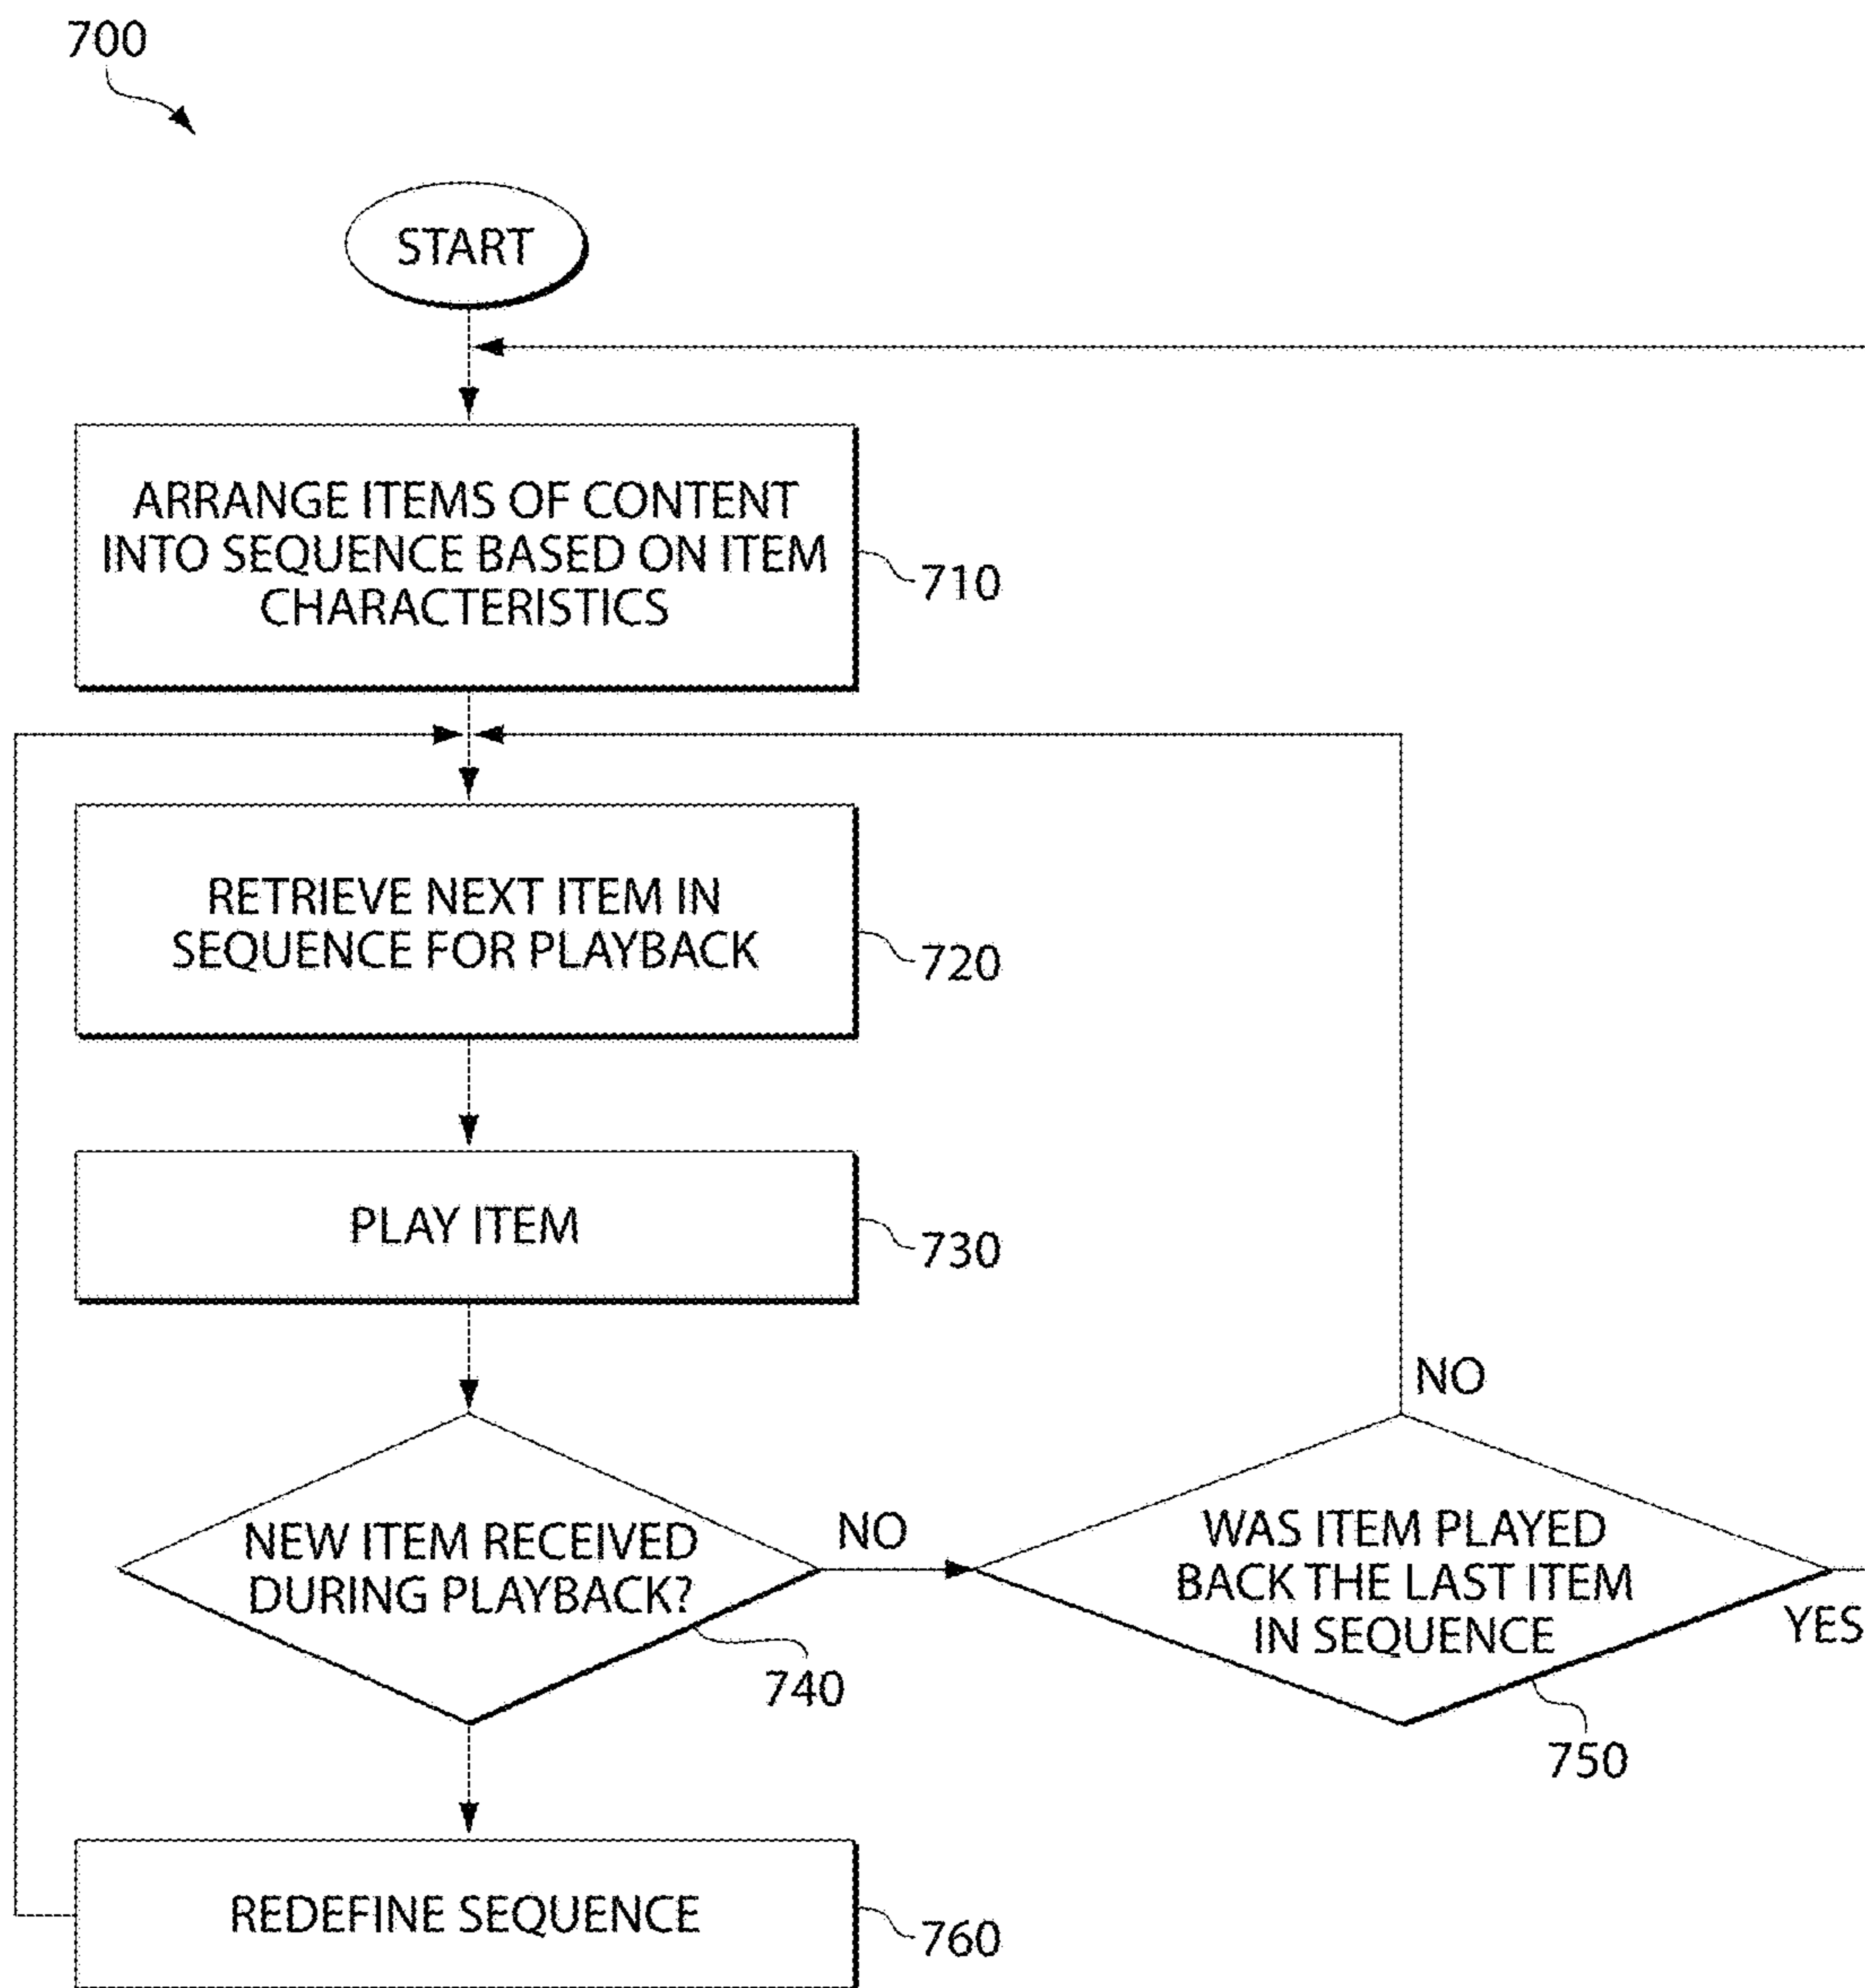 700
START
ARRANGE ITEMS OF CONTENT
INTO SEQUENCE BASED ON ITEM
CHARACTERISTICS
710
RETRIEVE NEXT ITEM IN
SEQUENCE FOR PLAYBACK
720
PLAY ITEM
730
NEW ITEM RECEIVED
DURING PLAYBACK?
740
NO
WAS ITEM PLAYED
BACK THE LAST ITEM
IN SEQUENCE
750
NO
YES
REDEFINE SEQUENCE
760